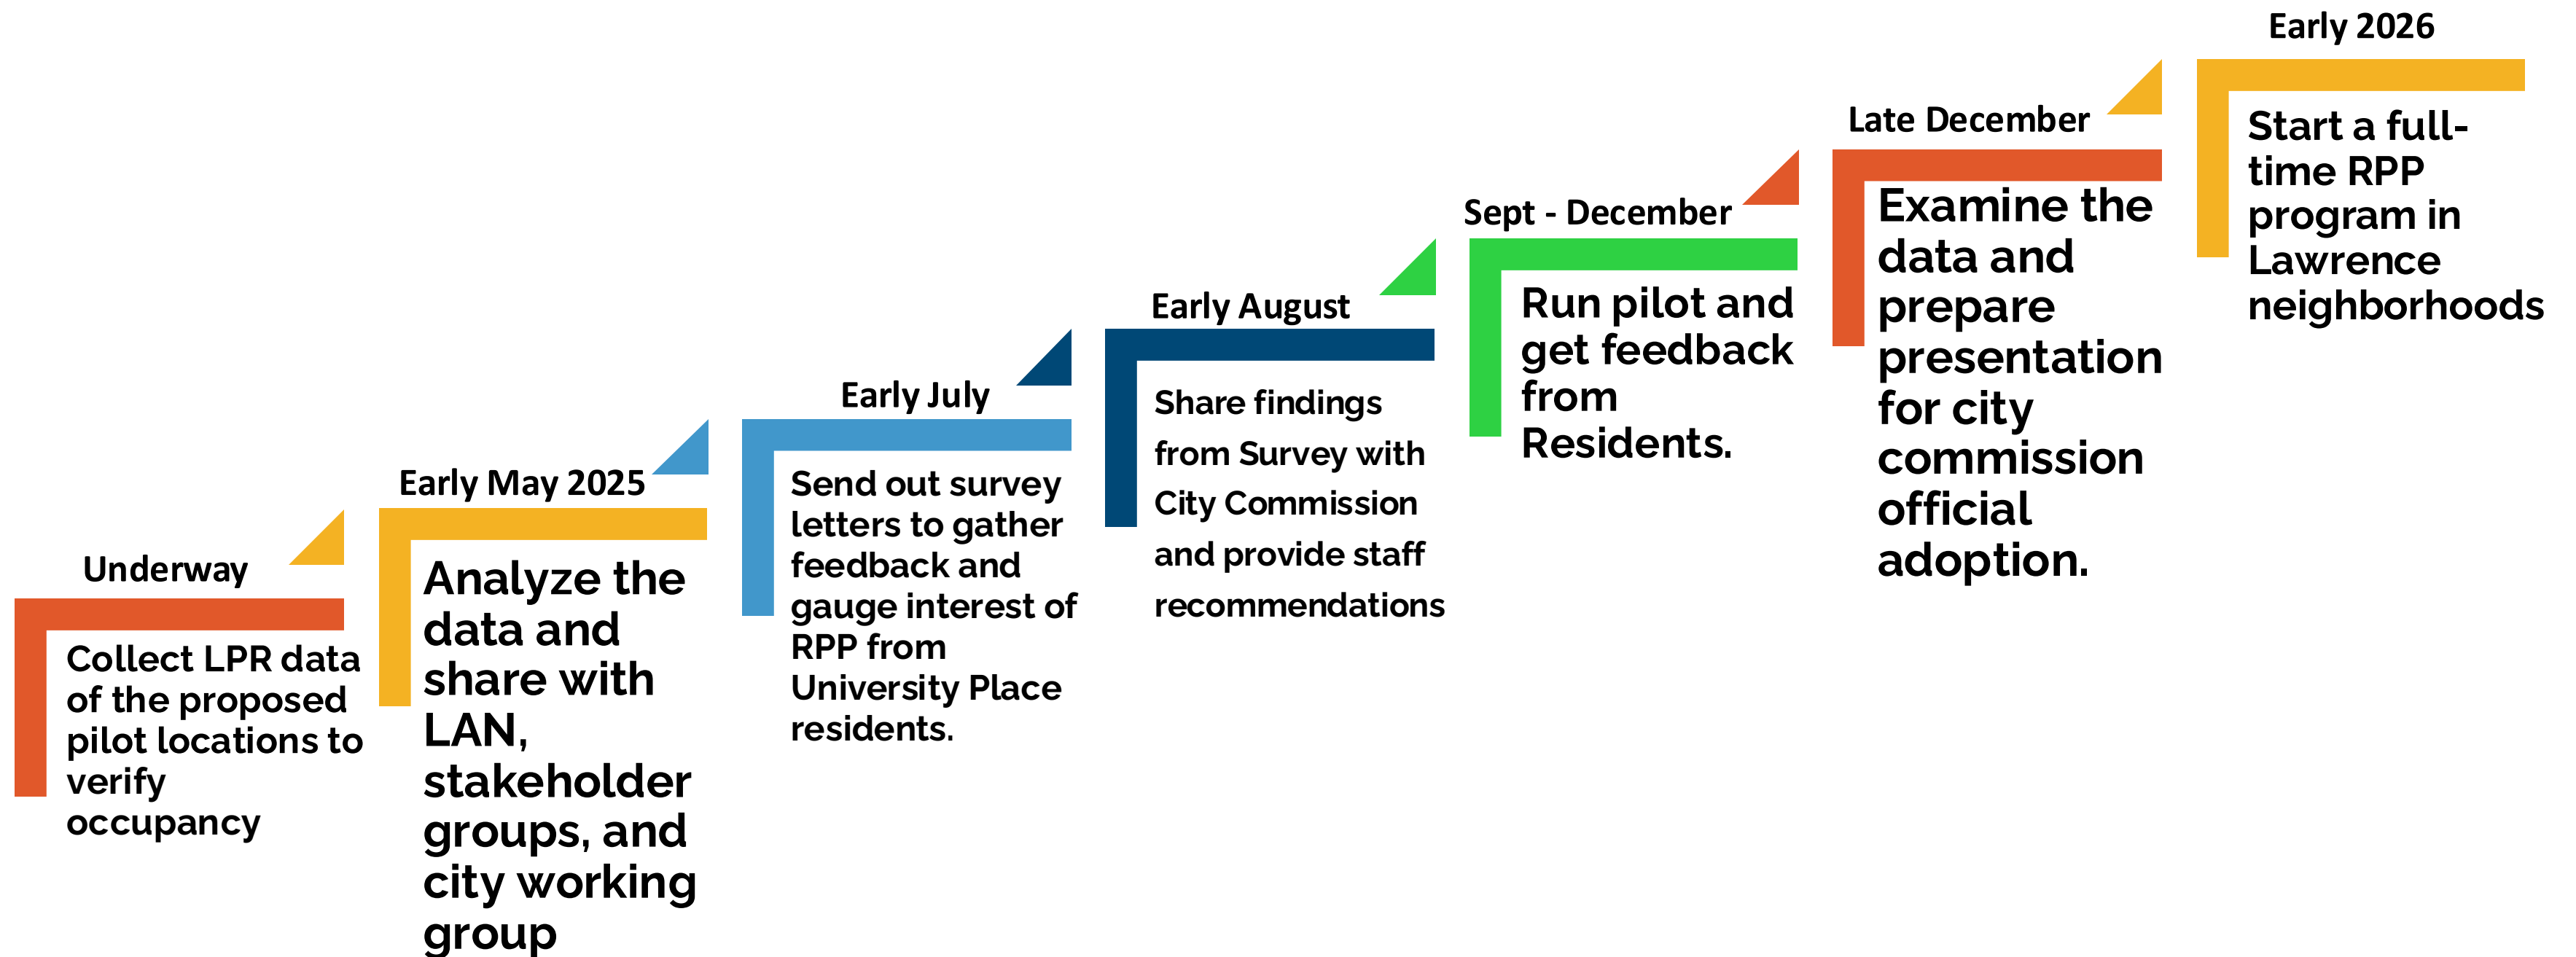 Underway
Collect LPR data
of the proposed
pilot locations to
verify
occupancy
Early May 2025
Analyze the
data and
share with
LAN,
stakeholder
groups, and
city working
group
Early July
Send out survey
letters to gather
feedback and
gauge interest of
RPP from
University Place
residents.
Early August
Share findings
from Survey with
City Commission
and provide staff
recommendations
Sept - December
Run pilot and
get feedback
from
Residents.
Late December
Examine the
data and
prepare
presentation
for city
commission
official
adoption.
Early 2026
Start a full-
time RPP
program in
Lawrence
neighborhoods